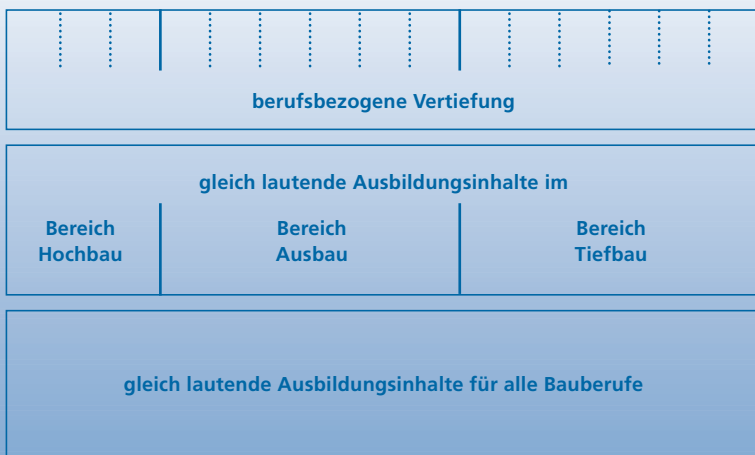 berufsbezogene Vertiefung
gleich lautende Ausbildungsinhalte im
Bereich
Hochbau
Bereich
Ausbau
Bereich
Tiefbau
gleich lautende Ausbildungsinhalte für alle Bauberufe